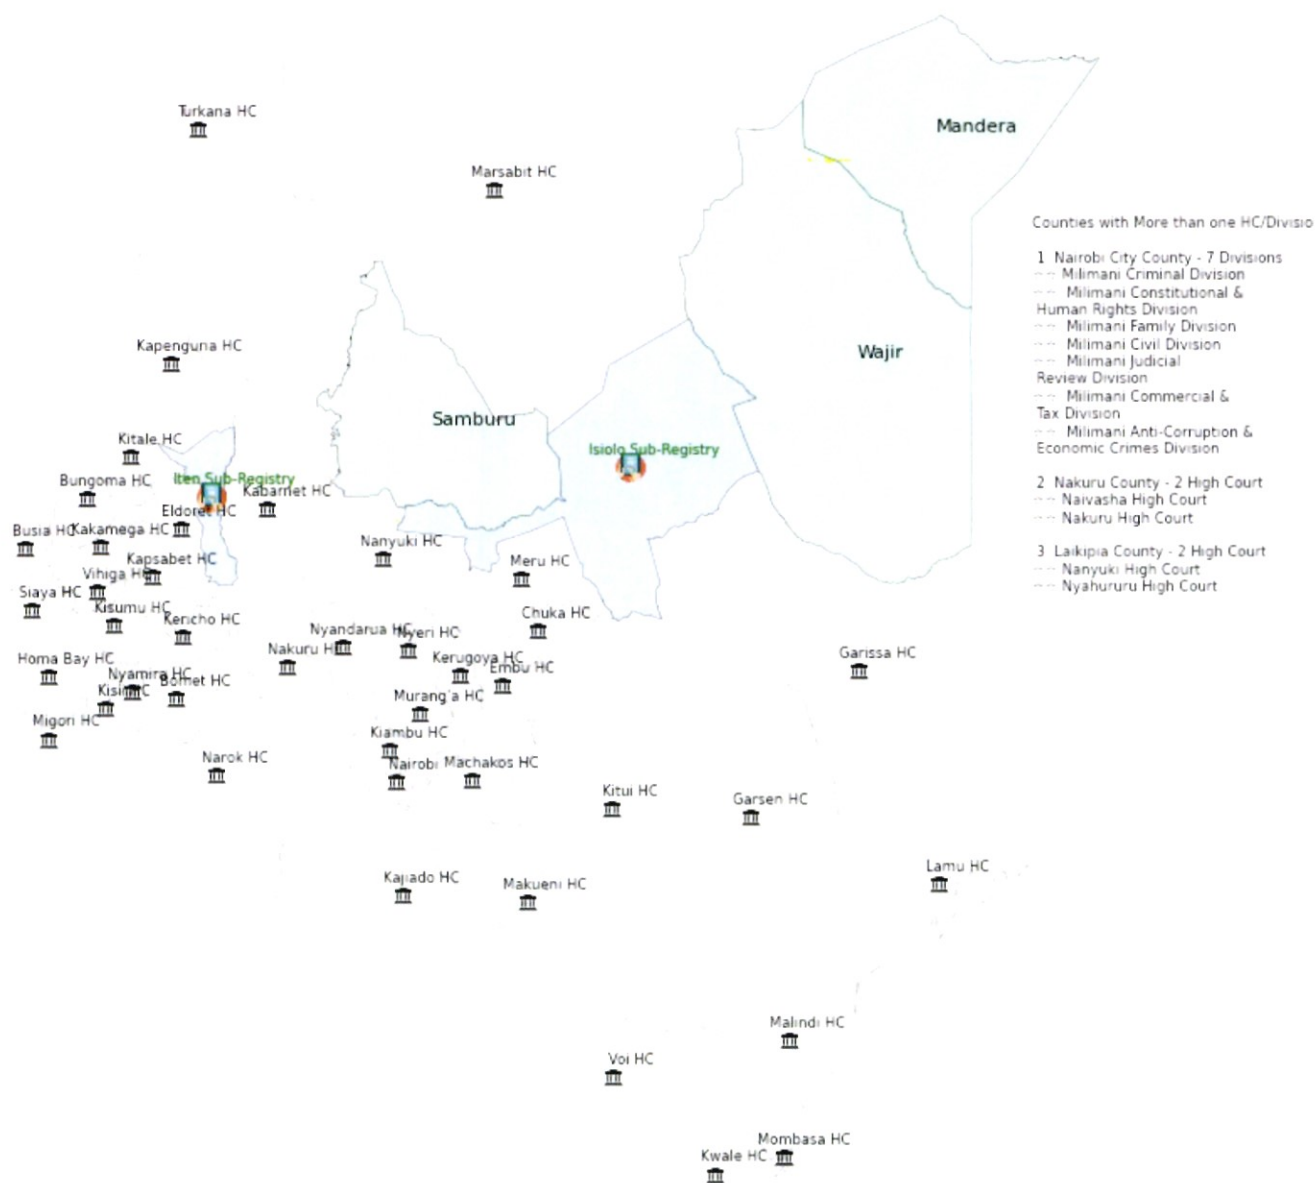 Turkana HC
Mandera
Marsabit HC
Counties with More than one HC/Divisio
1 Nairobi City County - 7 Divisions
-- Milimani Criminal Division
-- Milimani Constitutional &
Human Rights Division
-- Milimani Family Division
-- Milimani Civil Division
-- Milimani Judicial
Review Division
-- Milimani Commercial &
Tax Division
-- Milimani Anti-Corruption &
Economic Crimes Division
2 Nakuru County - 2 High Court
-- Naivasha High Court
-- Nakuru High Court
3 Laikipia County - 2 High Court
-- Nanyuki High Court
-- Nyahururu High Court
Kapenguria HC
Wajir
Samburu
Kitale HC
Isiolo Sub-Registry
Bungoma HC
Iten Sub-Registry
Kabarnet HC
Eldoret HC
Busia HC
Kakamega HC
Nanyuki HC
Kapsabet HC
Meru HC
Vihiga HC
Siaya HC
Kisumu HC
Kericho HC
Chuka HC
Nyandarua HC
Nyeri HC
Nakuru H
Garissa HC
Homa Bay HC
Kerugoya HC
Embu HC
Nyamira HC
Bomet HC
Kisii HC
Murang'a HC
Migori HC
Kiambu HC
Narok HC
Nairobi
Machakos HC
Kitui HC
Garsen HC
Lamu HC
Kajiado HC
Makueni HC
Malindi HC
Voi HC
Mombasa HC
Kwale HC